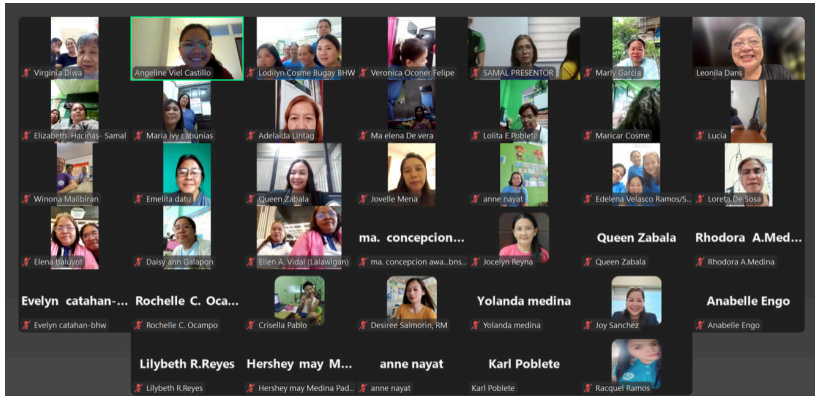 Virginia Diwa
Angeline Viel Castillo
Lodilyn Cosme Bugay BHW
Veronica Oconer Felipe
SAMAL PRESENTOR
Marly Garcia
Leonila Dans
Elizabeth Haciñas- Samal
Maria Ivy cabunias
Adelaida Lintag
Ma elena De vera
Lolita E.Poblete
Maricar Cosme
Lucia
Winona Malibiran
Emelita datu
Queen Zabala
Jovelle Mena
anne nayat
Edelena Velasco Ramos/S...
Loreta De Sosa
Elena baluyot
Daisy ann Galapon
Ellen A. Vidal (Lalawigan)
ma. concepcion...
ma. concepcion awa..bns...
Jocelyn Reyna
Queen Zabala
Queen Zabala
Rhodora A.Med...
Rhodora A.Medina
Evelyn catahan-...
Evelyn catahan-bhw
Rochelle C. Oca...
Rochelle C. Ocampo
Crisella Pablo
Desiree Salmorin, RM
Yolanda medina
Yolanda medina
Joy Sanchez
Anabelle Engo
Anabelle Engo
Lilybeth R.Reyes
Lilybeth R.Reyes
Hershey may M...
Hershey may Medina Pad...
anne nayat
anne nayat
Karl Poblete
Karl Poblete
Racquel Ramos